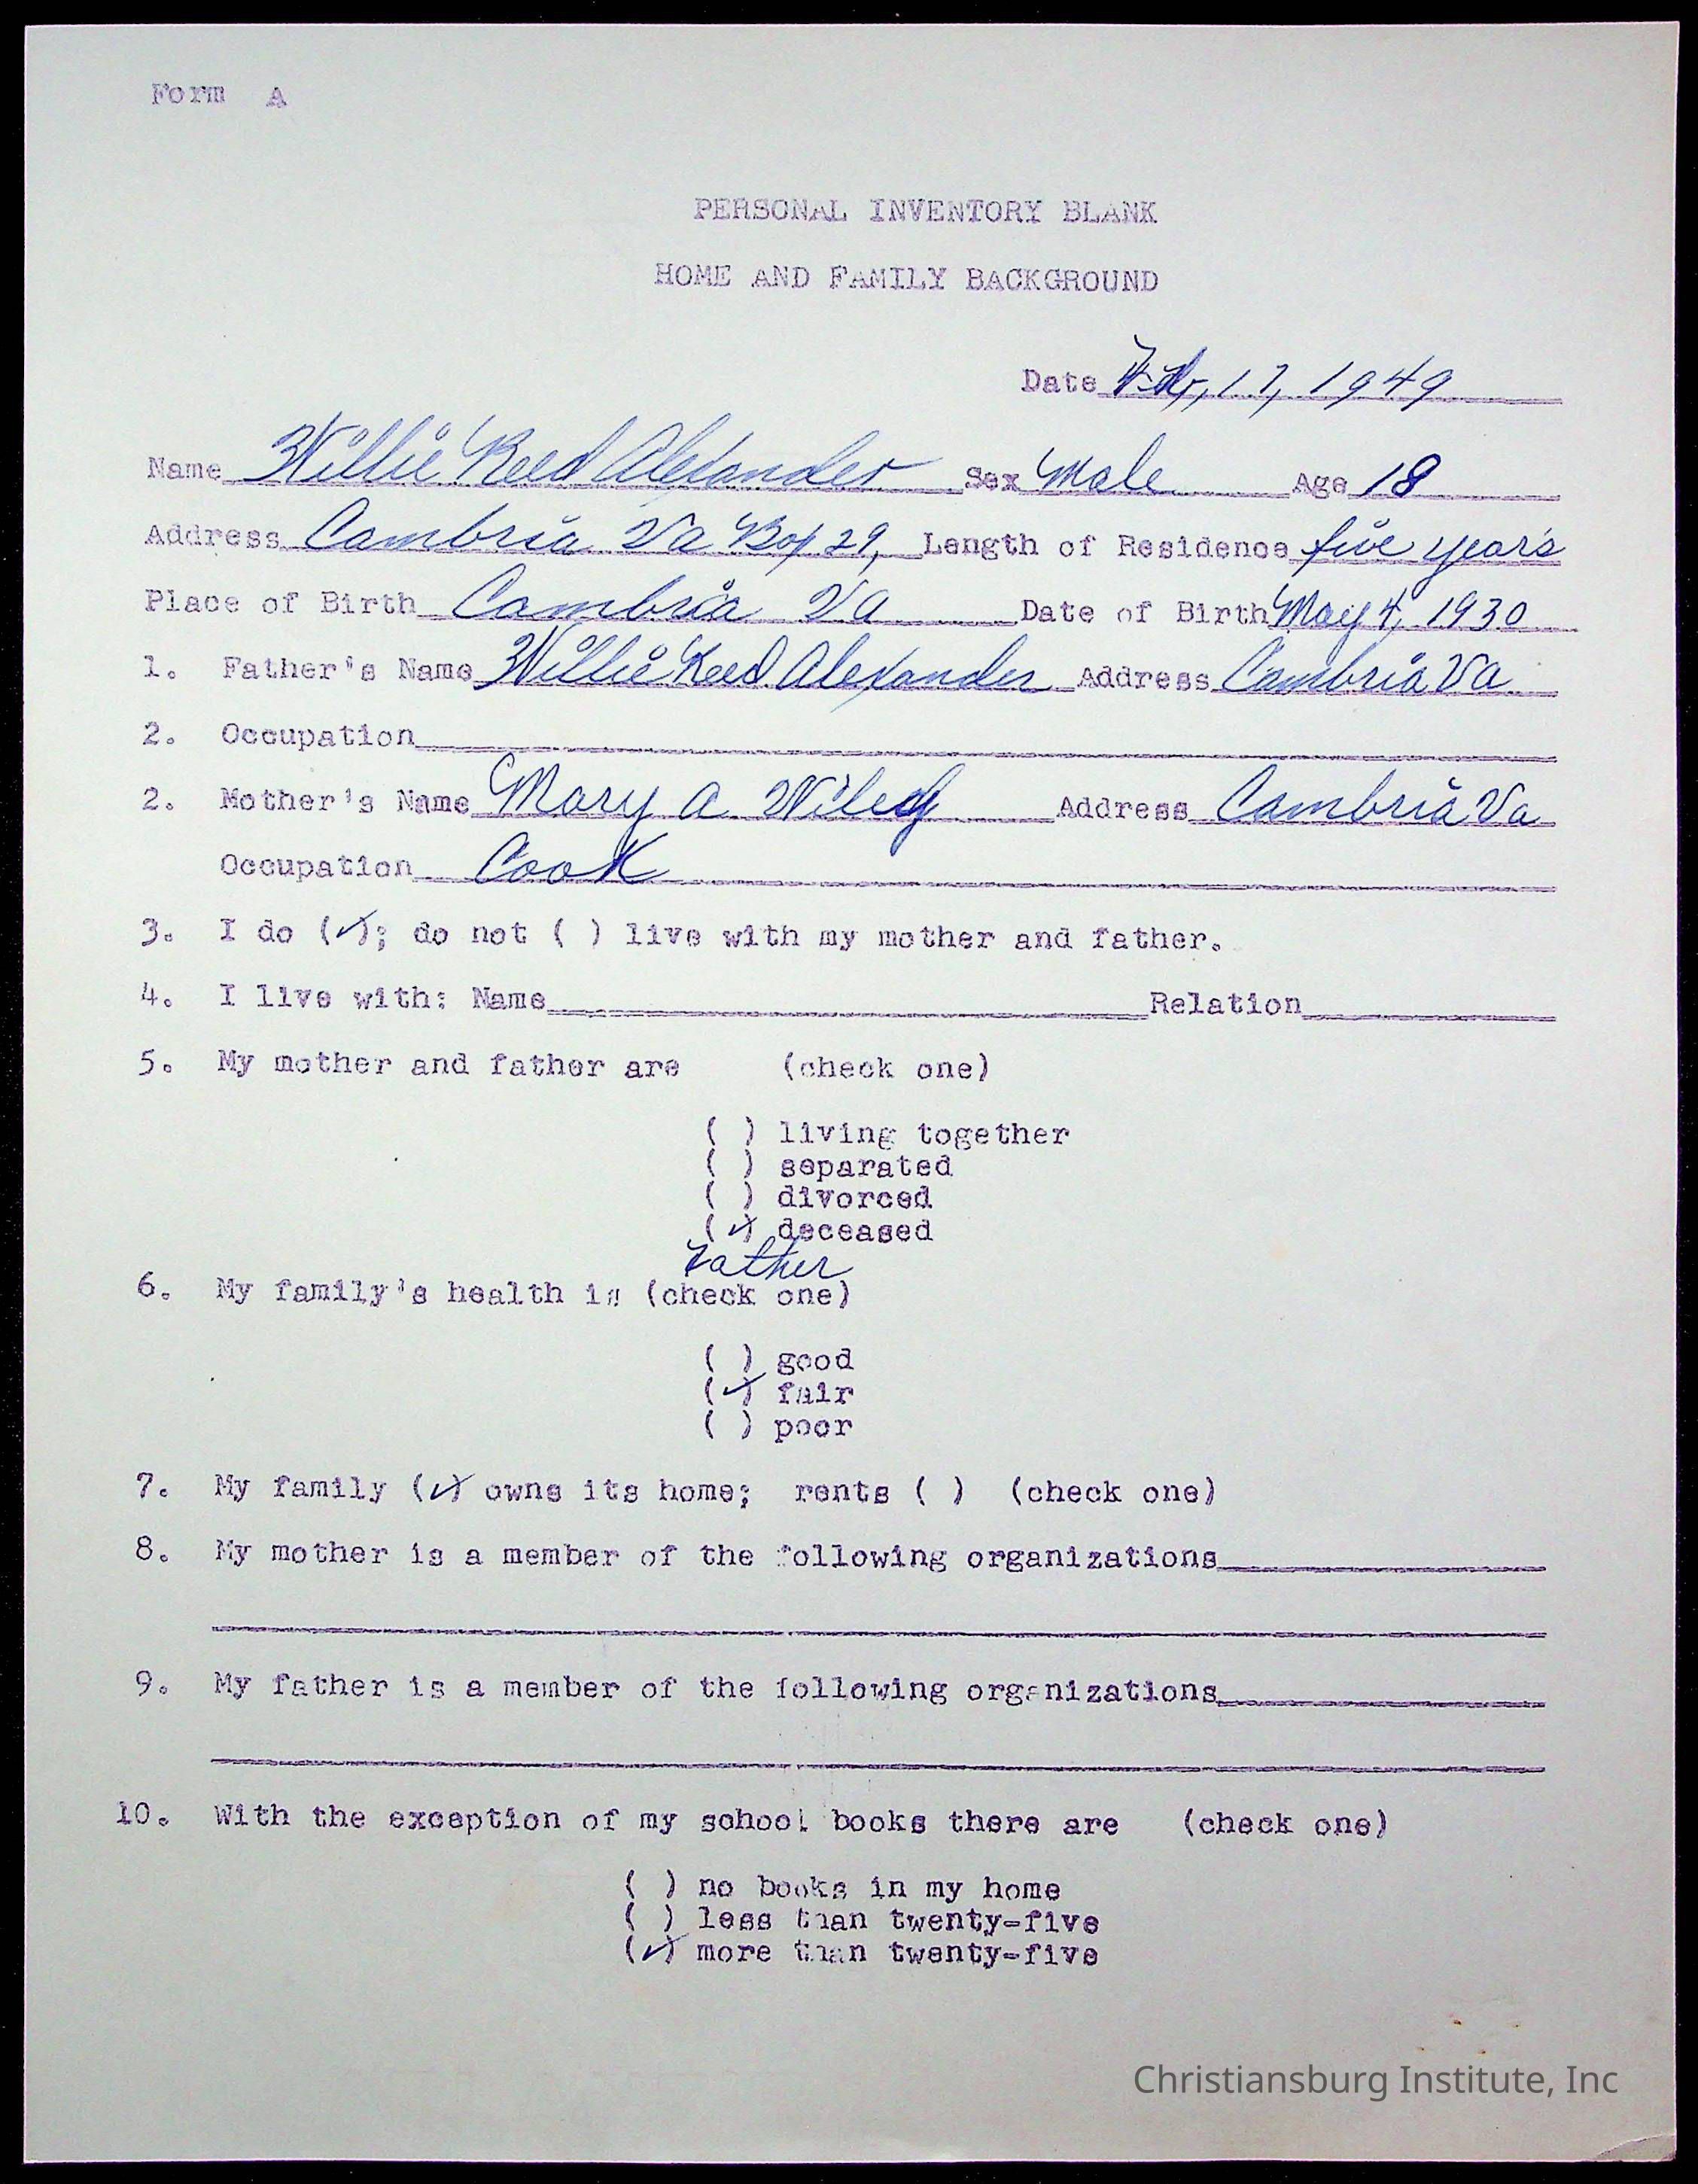 Form A
PERSONAL INVENTORY BLANK
HOME AND FAMILY BACKGROUND
Date Feb, 17, 1949
Name Willie Reed Alexander Sex Male Age 18
Address Cambria Va Box 29, Length of Residence five year's
Place of Birth Cambria Va Date of Birth May 4, 1930
1. Father's Name Willie Reed Alexander Address Cambria Va
2. Occupation
2. Mother's Name Mary A. Wiley Address Cambria Va
Occupation Cook
3. I do (✓); do not ( ) live with my mother and father.
4. I live with: Name Relation
5. My mother and father are (check one)
( ) living together
( ) separated
( ) divorced
(✓) deceased
Father
6. My family's health is (check one)
( ) good
(✓) fair
( ) poor
7. My family (✓) owns its home; rents ( ) (check one)
8. My mother is a member of the following organizations
9. My father is a member of the following organizations
10. With the exception of my school books there are (check one)
( ) no books in my home
( ) less than twenty-five
(✓) more than twenty-five
Christiansburg Institute, Inc